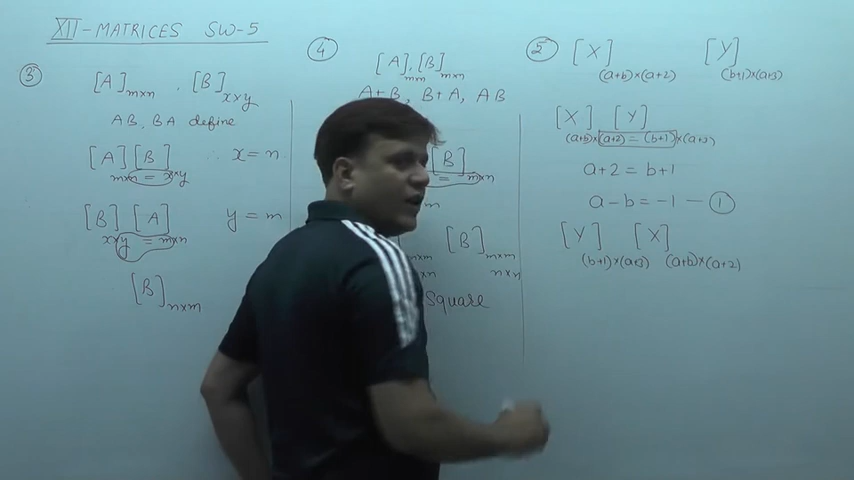 XII - MATRICES SW-5
③
[A]m×n . [B]x×y
AB, BA define
[A] [B] ∴ x = n
m×n = x×y
[B] [A] y = m
x×y = m×n
[B]n×m
④
[A]m×n , [B]m×n
A+B, B+A, AB
[B]
= m×n
m
[B]m×m
n×n
Square
⑤ [X](a+b)×(a+2) [Y](b+1)×(a+3)
[X] [Y]
(a+b)×(a+2) = (b+1)×(a+3)
a+2 = b+1
a-b = -1 — ①
[Y] [X]
(b+1)×(a+3) (a+b)×(a+2)